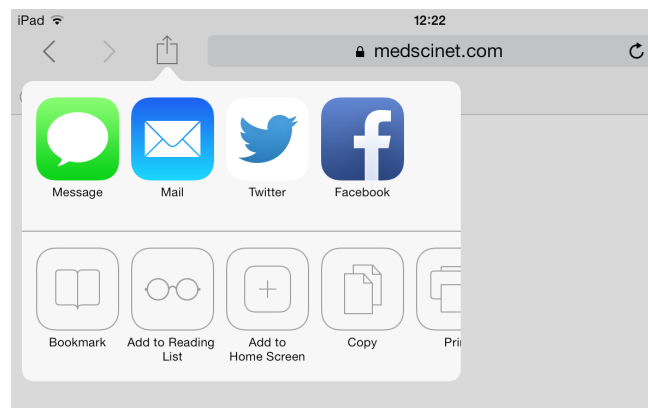 iPad 12:22
medscinet.com
Message Mail Twitter Facebook
Bookmark Add to Reading Add to Copy Pri
List Home Screen